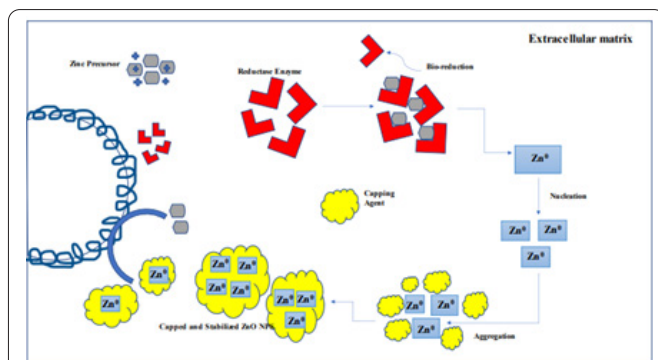 Extracellular matrix
Zinc Precursor
Reductase Enzyme
Bio-reduction
Zn⁰
Nucleation
Capping
Agent
Zn⁰
Zn⁰
Zn⁰
Zn⁰
Zn⁰
Zn⁰
Aggregation
Zn⁰
Zn⁰
Zn⁰
Zn⁰
Zn⁰
Zn⁰
Zn⁰
Zn⁰
Zn⁰
Capped and Stabilized ZnO NPs